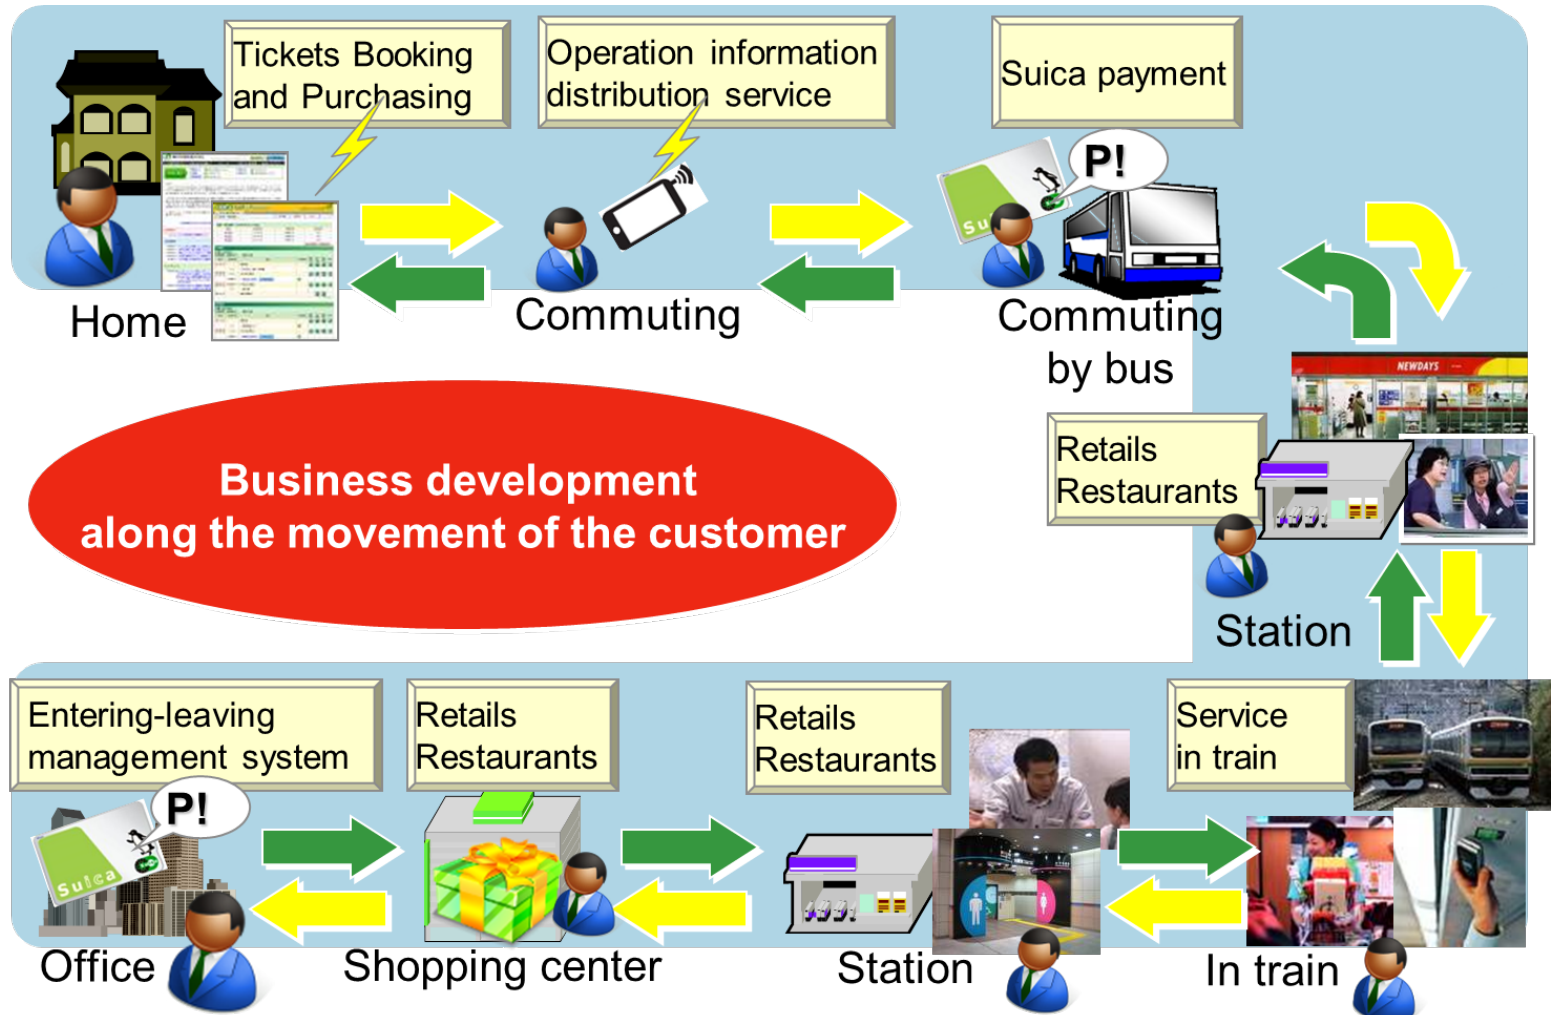 Tickets Booking
and Purchasing
Operation information
distribution service
Suica payment
P!
Sui
Home
Commuting
Commuting
by bus
NEWDAYS
Retails
Restaurants
Station
Business development
along the movement of the customer
Entering-leaving
management system
Retails
Restaurants
Retails
Restaurants
Service
in train
P!
Suica
Office
Shopping center
Station
In train